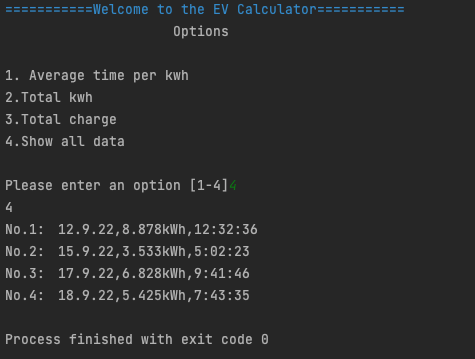 ===========Welcome to the EV Calculator===========
Options
1. Average time per kwh
2.Total kwh
3.Total charge
4.Show all data
Please enter an option [1-4]4
4
No.1: 12.9.22,8.878kWh,12:32:36
No.2: 15.9.22,3.533kWh,5:02:23
No.3: 17.9.22,6.828kWh,9:41:46
No.4: 18.9.22,5.425kWh,7:43:35
Process finished with exit code 0